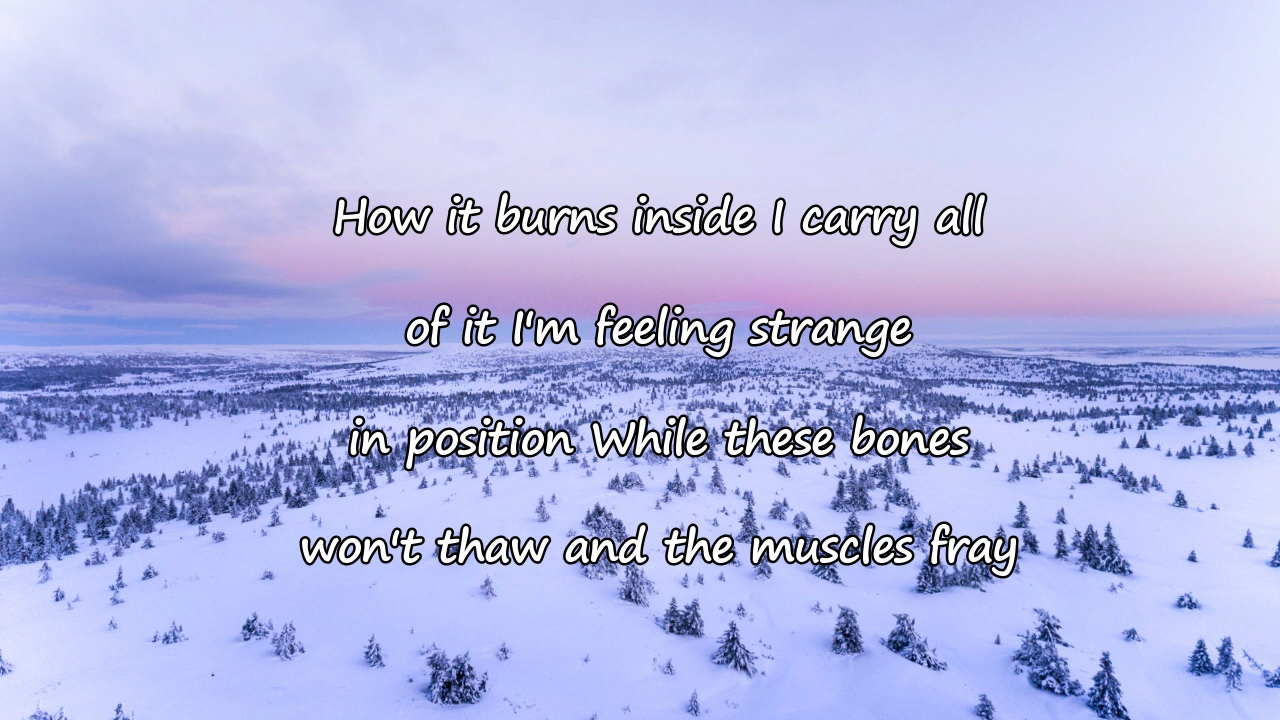 How it burns inside I carry all
of it I'm feeling strange
in position While these bones
won't thaw and the muscles fray